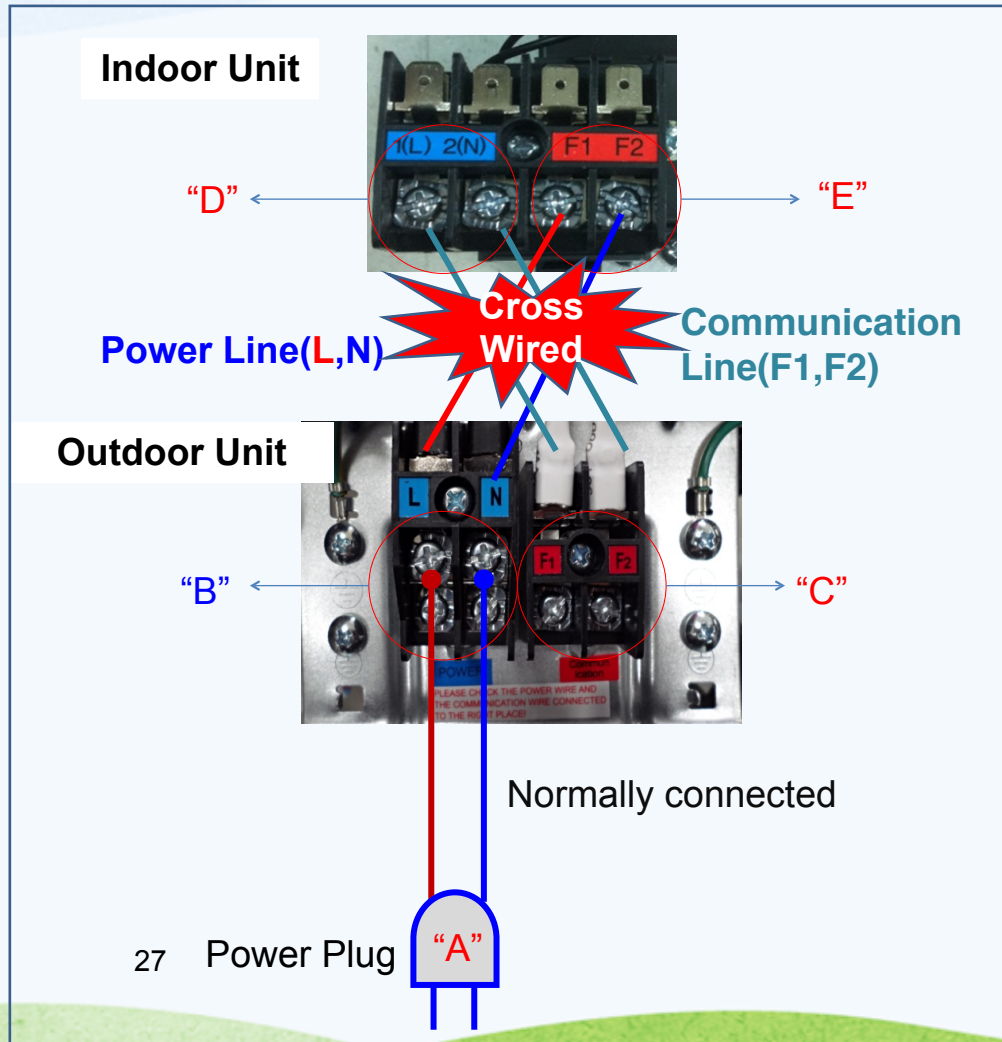 Indoor Unit
1(L) 2(N)
F1 F2
“D”
“E”
Cross
Wired
Power Line(L,N)
Communication
Line(F1,F2)
Outdoor Unit
L
N
F1
F2
“B”
“C”
POWER
Communi
cation
PLEASE CHECK THE POWER WIRE AND
THE COMMUNICATION WIRE CONNECTED
TO THE RIGHT PLACE!
Normally connected
“A”
27
Power Plug